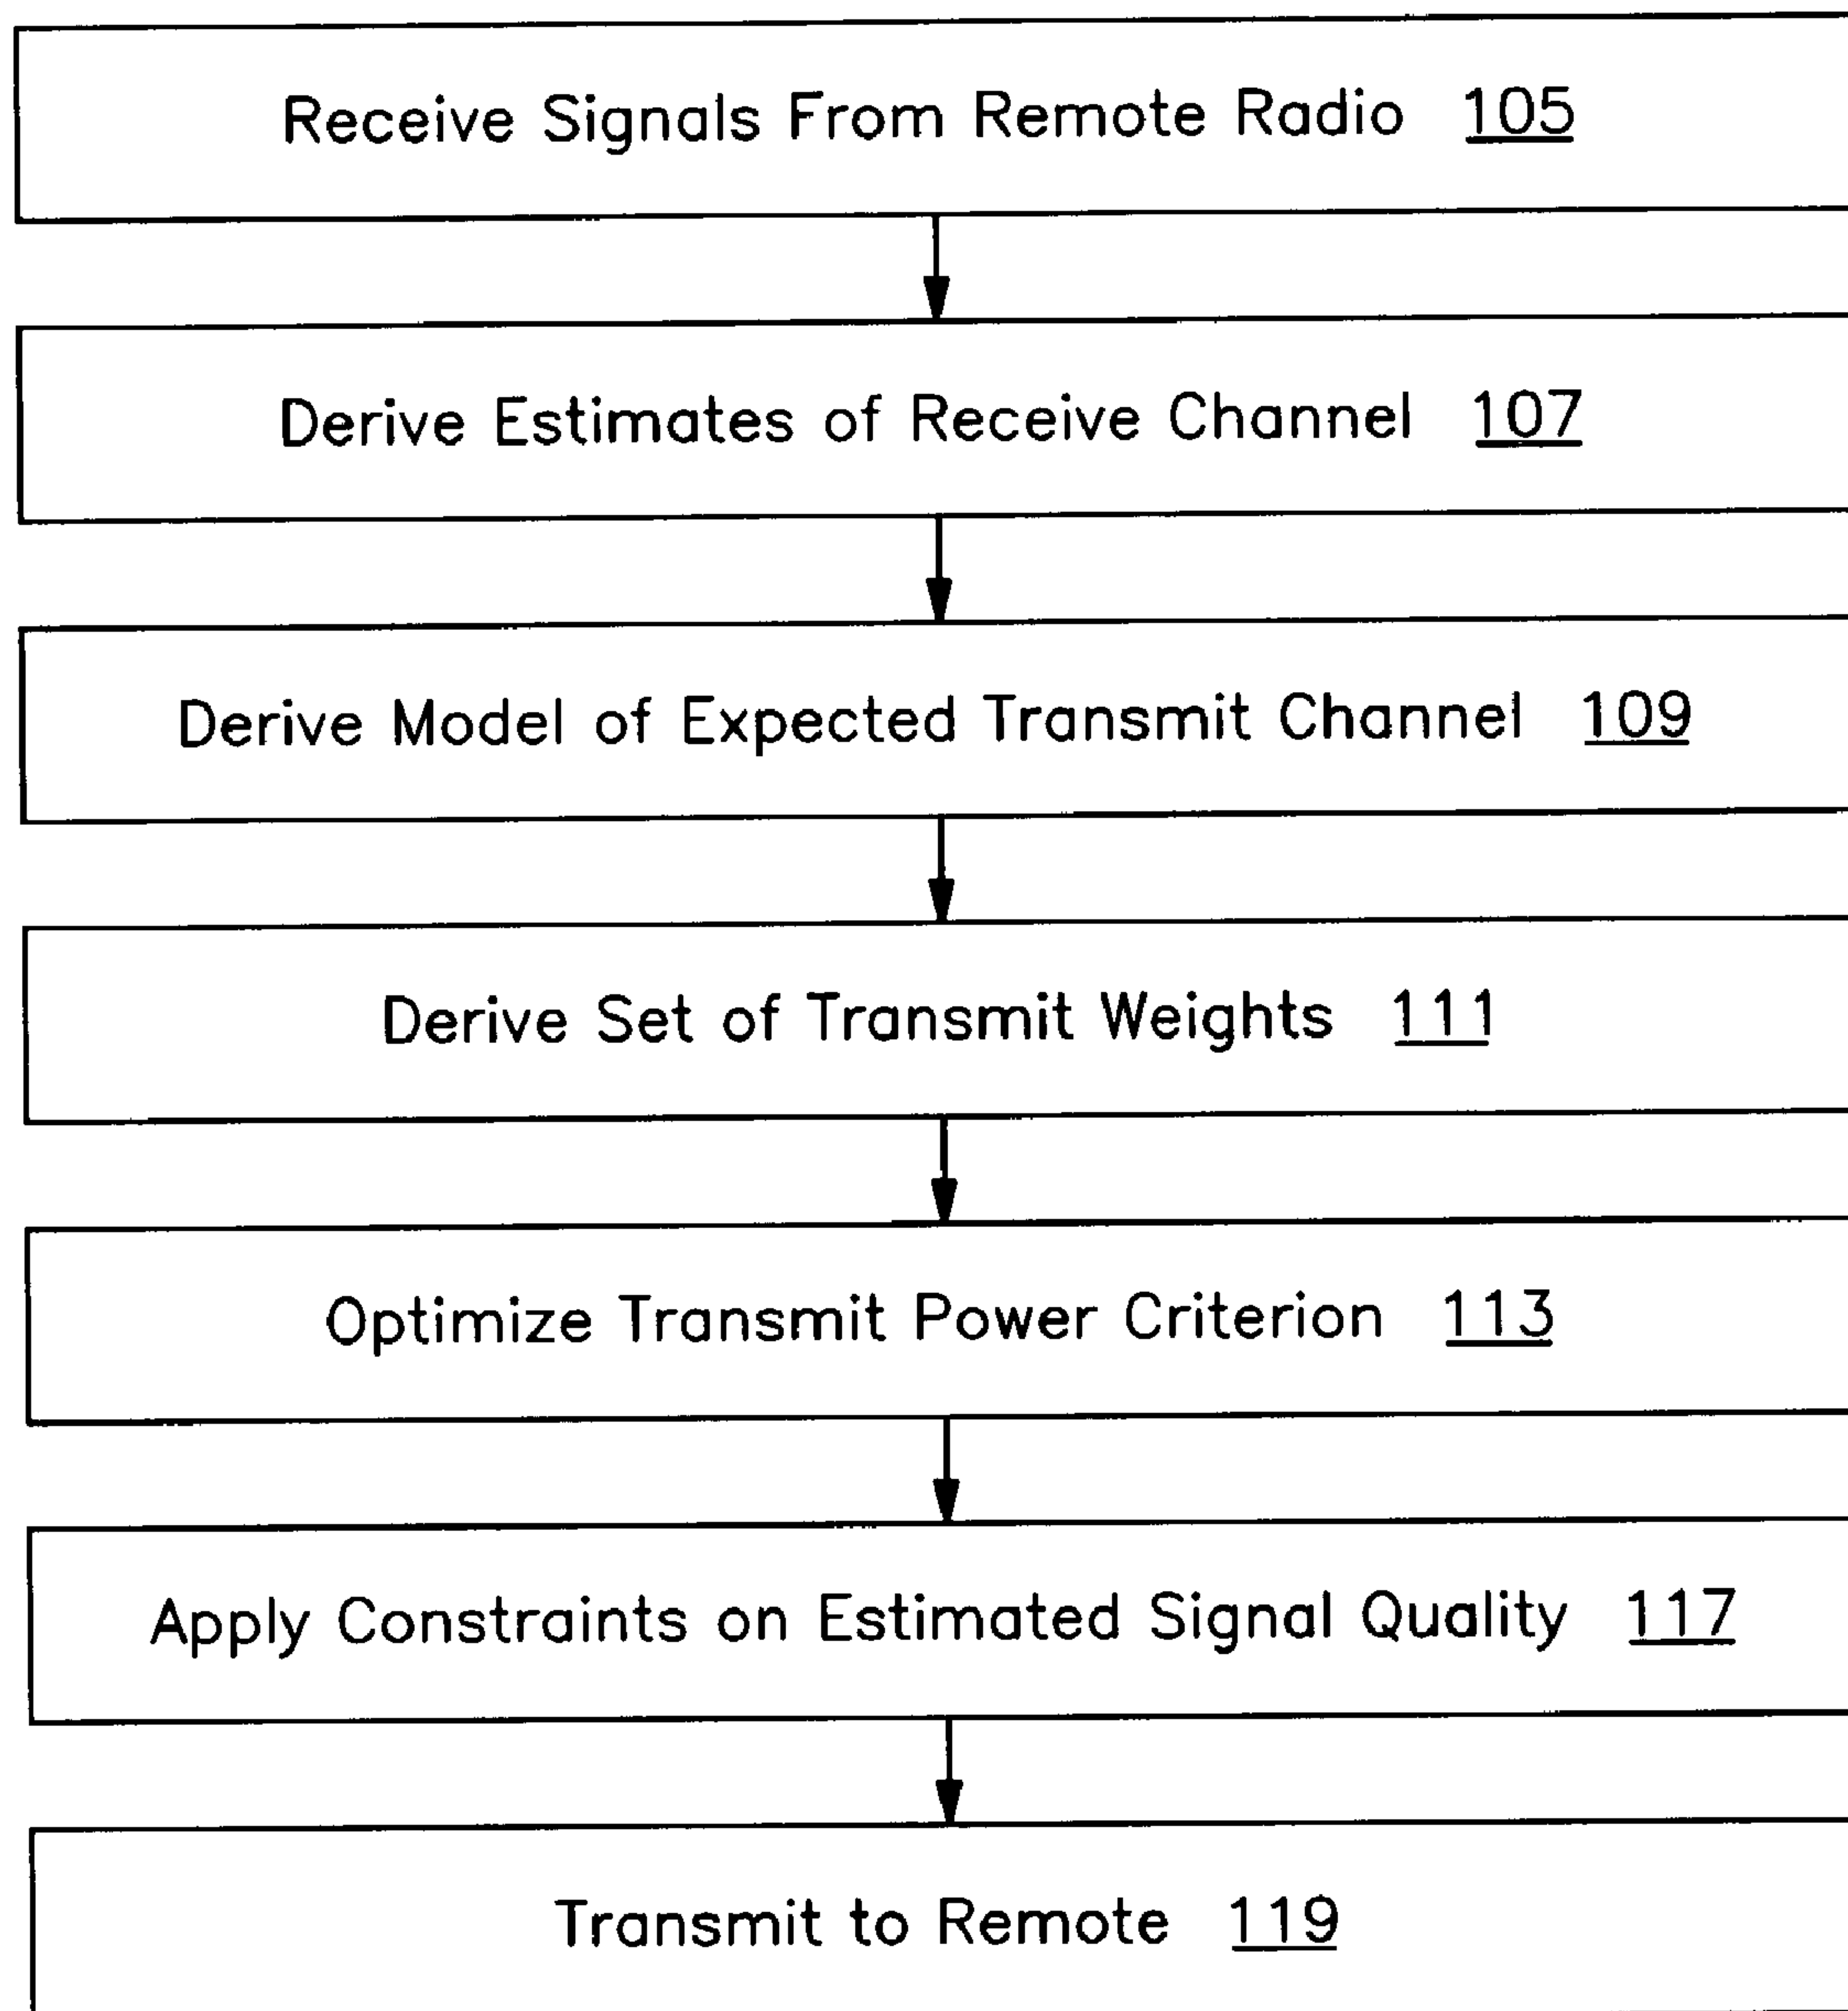 Receive Signals From Remote Radio 105
Derive Estimates of Receive Channel 107
Derive Model of Expected Transmit Channel 109
Derive Set of Transmit Weights 111
Optimize Transmit Power Criterion 113
Apply Constraints on Estimated Signal Quality 117
Transmit to Remote 119